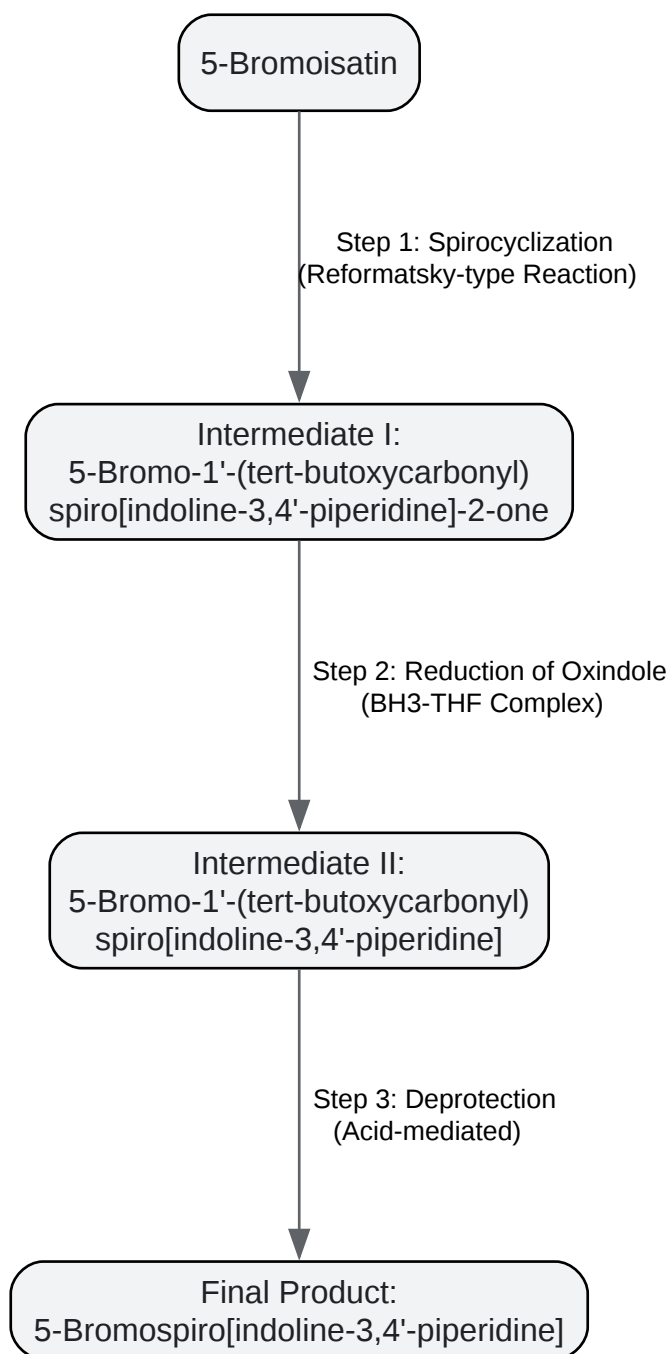 5-Bromoisatin
Step 1: Spirocyclization
(Reformatsky-type Reaction)
Intermediate I:
5-Bromo-1'-(tert-butoxycarbonyl)
spiro[indoline-3,4'-piperidine]-2-one
Step 2: Reduction of Oxindole
(BH3-THF Complex)
Intermediate II:
5-Bromo-1'-(tert-butoxycarbonyl)
spiro[indoline-3,4'-piperidine]
Step 3: Deprotection
(Acid-mediated)
Final Product:
5-Bromospiro[indoline-3,4'-piperidine]